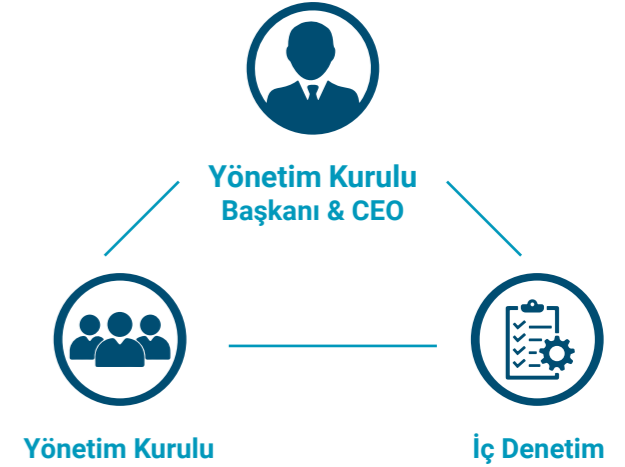 Yönetim Kurulu
Başkanı & CEO
Yönetim Kurulu
İç Denetim